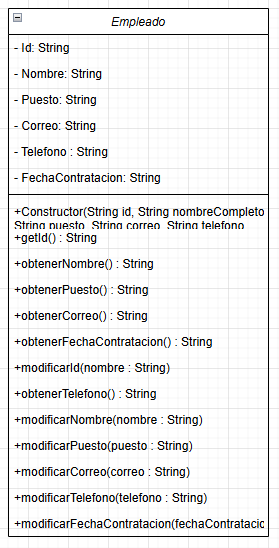 Empleado
- Id: String
- Nombre: String
- Puesto: String
- Correo: String
- Telefono : String
- FechaContratacion: String
+Constructor(String id, String nombreCompleto
String puesto, String correo, String telefono
+getId() : String
+obtenerNombre() : String
+obtenerPuesto() : String
+obtenerCorreo() : String
+obtenerFechaContratacion() : String
+modificarId(nombre : String)
+obtenerTelefono() : String
+modificarNombre(nombre : String)
+modificarPuesto(puesto : String)
+modificarCorreo(correo : String)
+modificarTelefono(telefono : String)
+modificarFechaContratacion(fechaContratacio